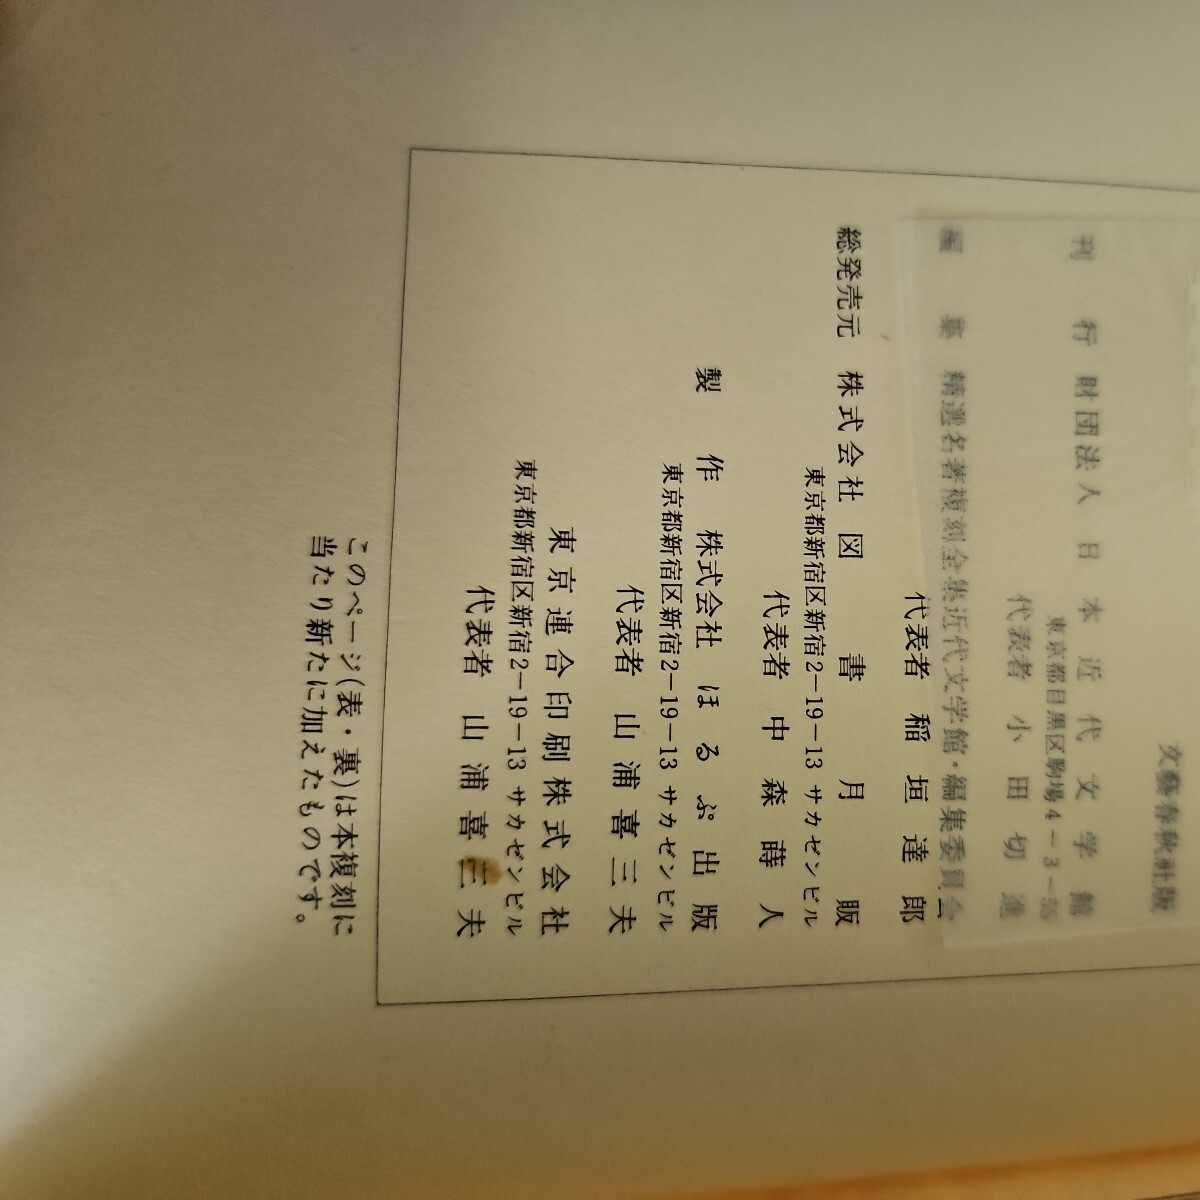 文藝春秋社版
刊行 財団法人 日本近代文学館
東京都目黒区駒場4-3-55
代表者 小田切進
編集 精選名著複刻全集近代文学館・編集委員会
代表者 稲垣達郎
総発売元 株式会社 図書月販
東京都新宿区新宿2-19-13 サカゼンビル
代表者 中森蒔人
製作 株式会社 ほるぷ出版
東京都新宿区新宿2-19-13 サカゼンビル
代表者 山浦喜三夫
東京連合印刷株式会社
東京都新宿区新宿2-19-13 サカゼンビル
代表者 山浦喜三夫
このページ(表・裏)は本複刻に
当たり新たに加えたものです。